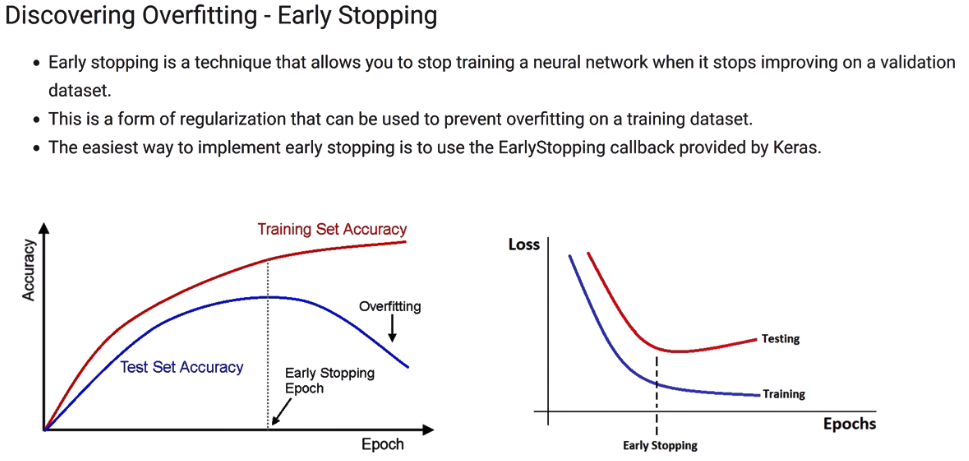 Discovering Overfitting - Early Stopping
• Early stopping is a technique that allows you to stop training a neural network when it stops improving on a validation
dataset.
• This is a form of regularization that can be used to prevent overfitting on a training dataset.
• The easiest way to implement early stopping is to use the EarlyStopping callback provided by Keras.
Training Set Accuracy
Accuracy
Overfitting
Test Set Accuracy
Early Stopping
Epoch
Epoch
Loss
Testing
Training
Epochs
Early Stopping